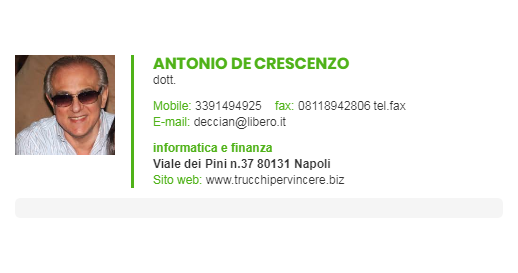 ANTONIO DE CRESCENZO
dott.
Mobile: 3391494925 fax: 08118942806 tel.fax
E-mail: deccian@libero.it
informatica e finanza
Viale dei Pini n.37 80131 Napoli
Sito web: www.trucchipervincere.biz